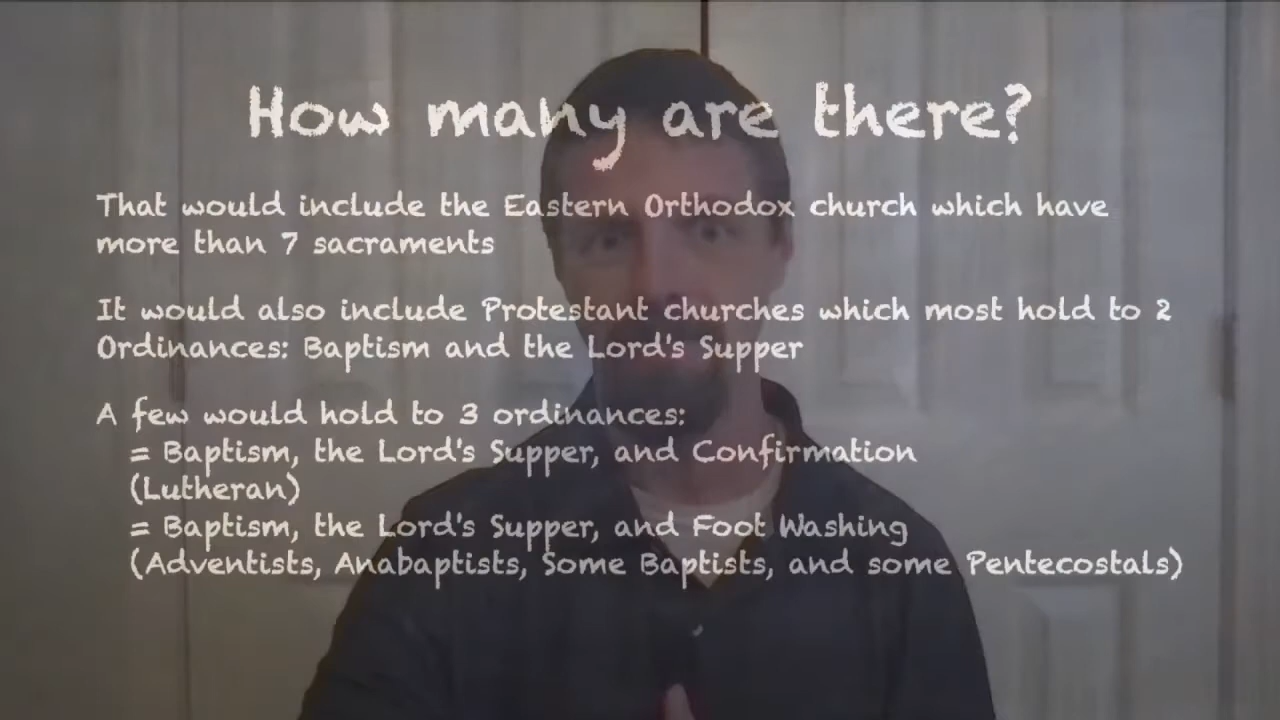 How many are there?
That would include the Eastern Orthodox church which have
more than 7 sacraments
It would also include Protestant churches which most hold to 2
Ordinances: Baptism and the Lord's Supper
A few would hold to 3 ordinances:
= Baptism, the Lord's Supper, and Confirmation
(Lutheran)
= Baptism, the Lord's Supper, and Foot Washing
(Adventists, Anabaptists, Some Baptists, and some Pentecostals)